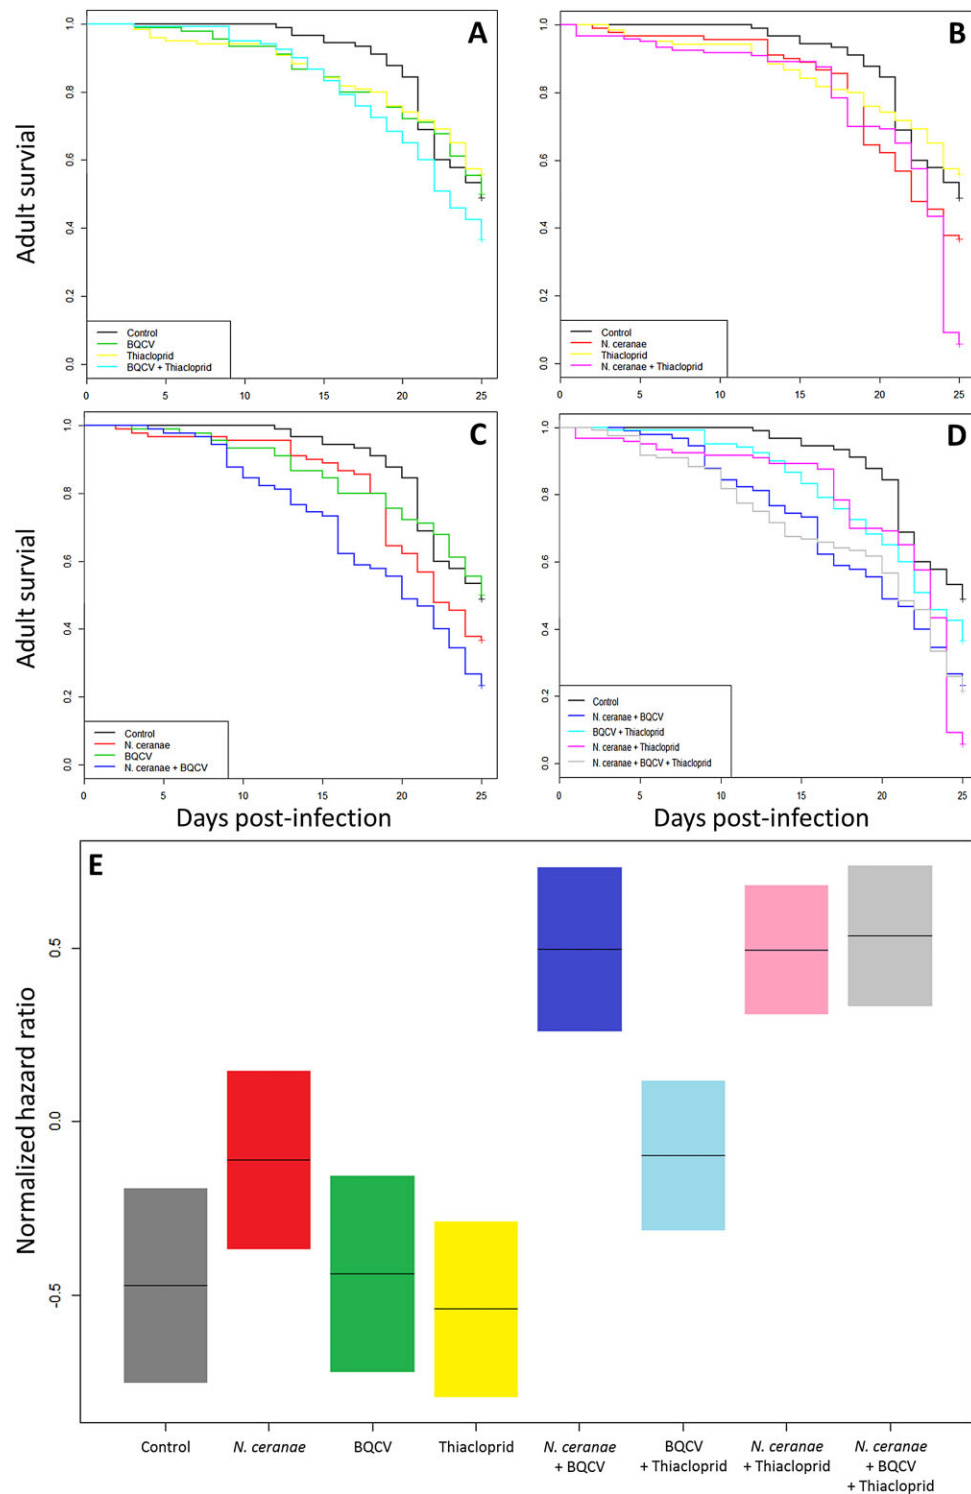 A
Adult survial
1.0
0.8
0.6
0.4
0.2
0.0
Control
BQCV
Thiacloprid
BQCV + Thiacloprid
0 5 10 15 20 25
B
1.0
0.8
0.6
0.4
0.2
0.0
Control
N. ceranae
Thiacloprid
N. ceranae + Thiacloprid
0 5 10 15 20 25
C
Adult survial
1.0
0.8
0.6
0.4
0.2
0.0
Control
N. ceranae
BQCV
N. ceranae + BQCV
0 5 10 15 20 25
Days post-infection
D
1.0
0.8
0.6
0.4
0.2
0.0
Control
N. ceranae + BQCV
BQCV + Thiacloprid
N. ceranae + Thiacloprid
N. ceranae + BQCV + Thiacloprid
0 5 10 15 20 25
Days post-infection
E
Normalized hazard ratio
0.5
0.0
-0.5
Control
N. ceranae
BQCV
Thiacloprid
N. ceranae
+ BQCV
BQCV
+ Thiacloprid
N. ceranae
+ Thiacloprid
N. ceranae
+ BQCV
+ Thiacloprid